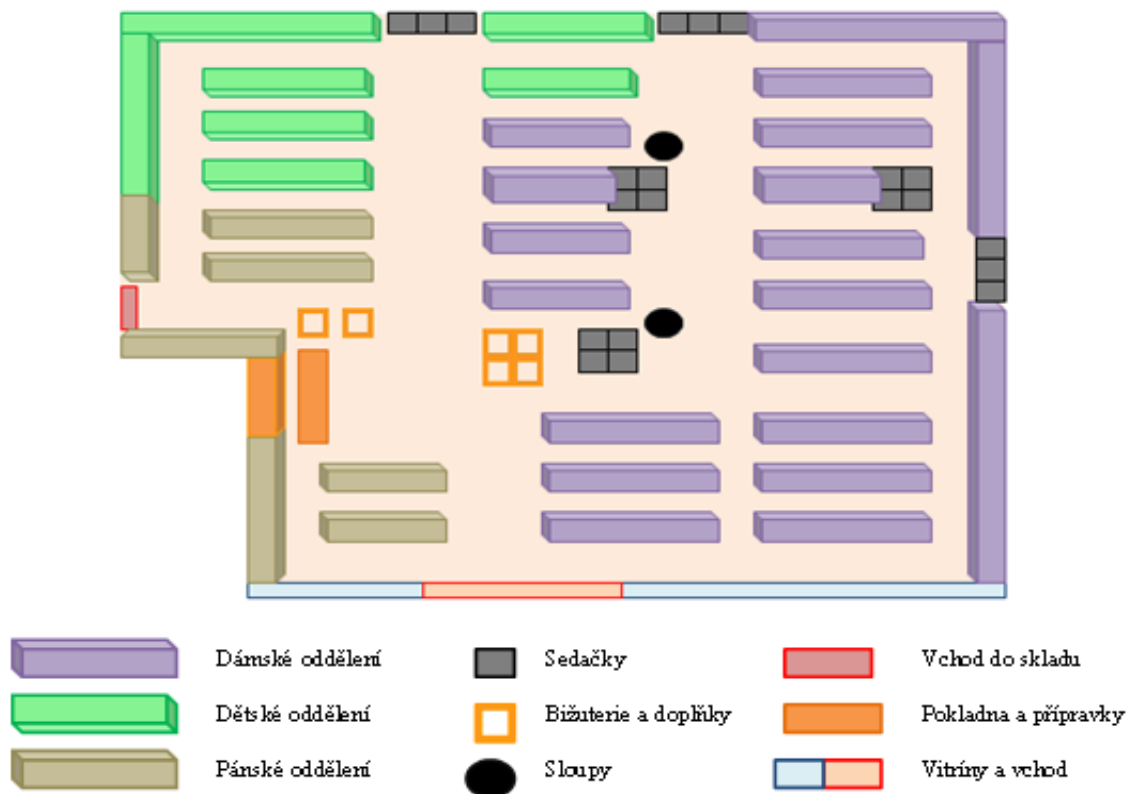 Dámské oddělení
Sedačky
Vchod do skladu
Dětské oddělení
Bižuterie a doplňky
Pokladna a přípravky
Pánské oddělení
Sloupy
Vitríny a vchod